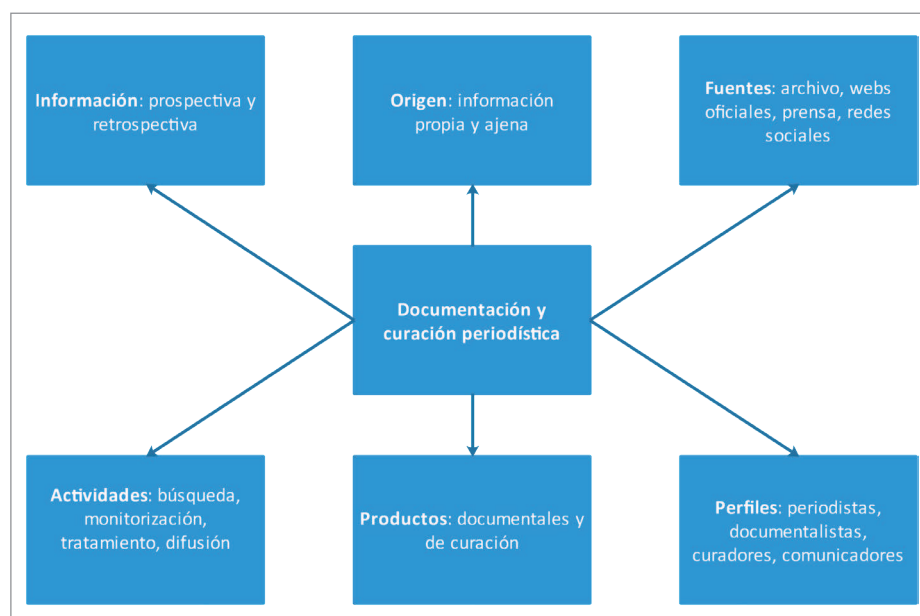 Información: prospectiva y
retrospectiva
Origen: información
propia y ajena
Fuentes: archivo, webs
oficiales, prensa, redes
sociales
Documentación y
curación periodística
Actividades: búsqueda,
monitorización,
tratamiento, difusión
Productos: documentales y
de curación
Perfiles: periodistas,
documentalistas,
curadores, comunicadores